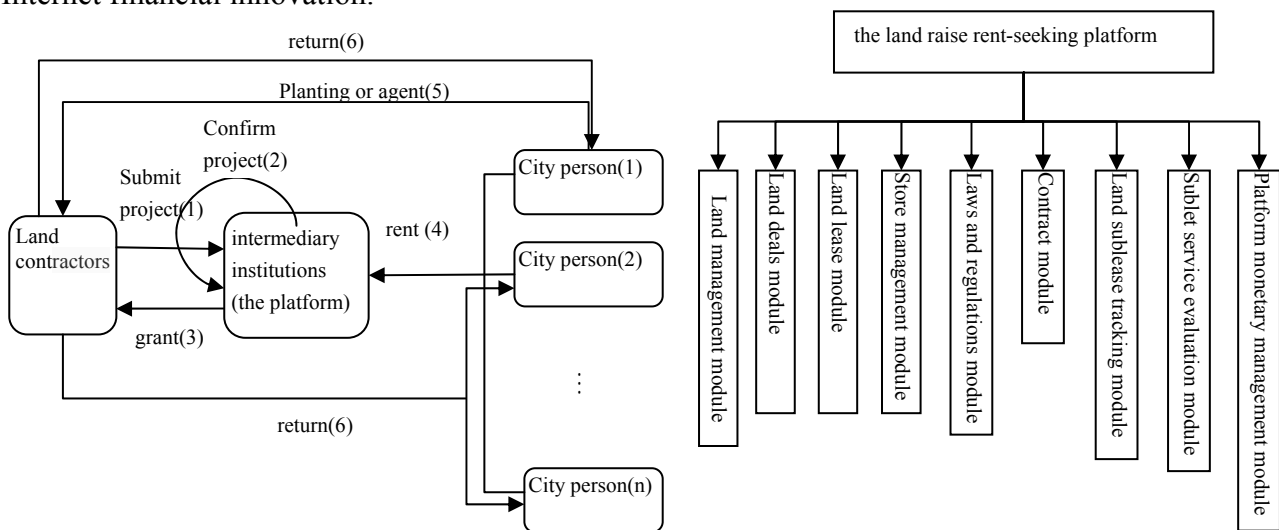 Internet financial innovation.
return(6)
Planting or agent(5)
Confirm
project(2)
Submit
project(1)
Land
contractors
intermediary
institutions
(the platform)
rent (4)
grant(3)
return(6)
City person(1)
City person(2)
⋮
City person(n)
the land raise rent-seeking platform
Land management module
Land deals module
Land lease module
Store management module
Laws and regulations module
Contract module
Land sublease tracking module
Sublet service evaluation module
Platform monetary management module